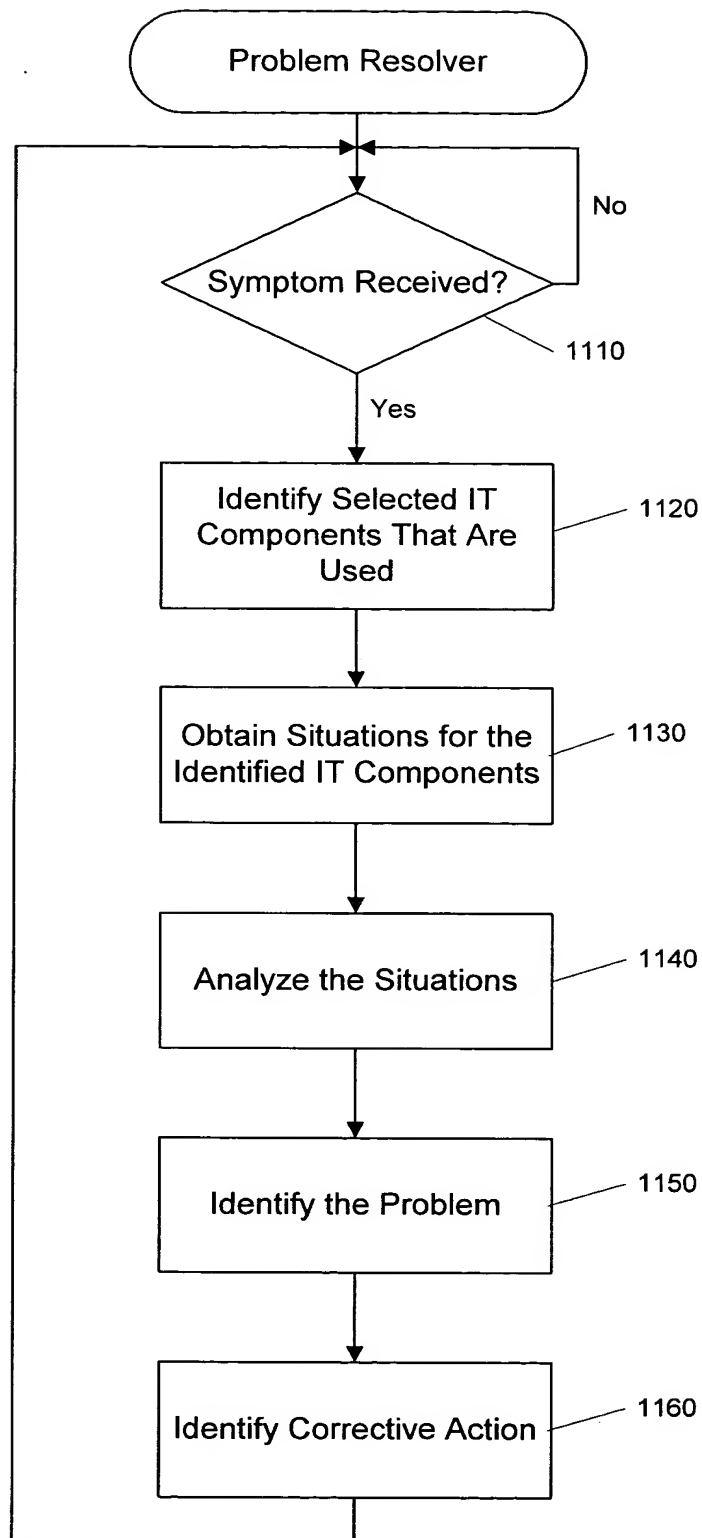 Problem Resolver
No
Symptom Received?
1110
Yes
Identify Selected IT
Components That Are
Used
1120
Obtain Situations for the
Identified IT Components
1130
Analyze the Situations
1140
Identify the Problem
1150
Identify Corrective Action
1160